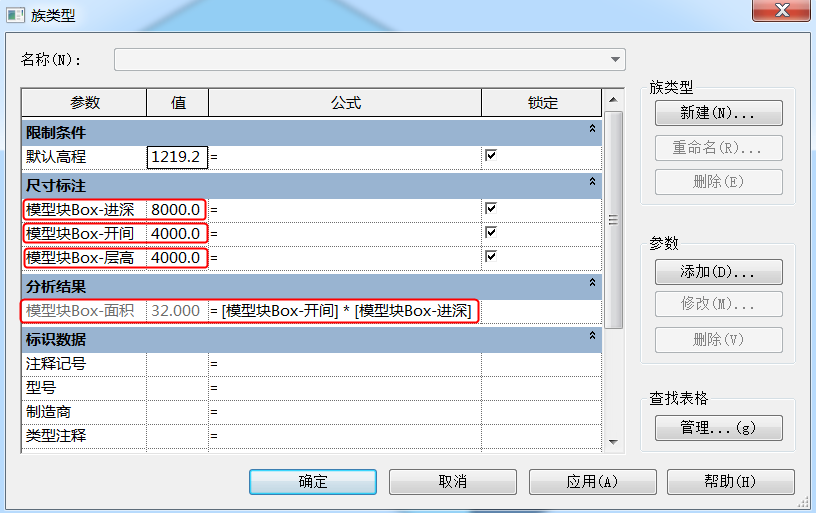 族类型
名称(N):
参数 值 公式 锁定
限制条件
默认高程 1219.2 =
尺寸标注
模型块Box-进深 8000.0 =
模型块Box-开间 4000.0 =
模型块Box-层高 4000.0 =
分析结果
模型块Box-面积 32.000 = [模型块Box-开间] * [模型块Box-进深]
标识数据
注释记号 =
型号 =
制造商 =
类型注释 =
族类型
新建(N)...
重命名(R)...
删除(E)
参数
添加(D)...
修改(M)...
删除(V)
查找表格
管理...(g)
确定 取消 应用(A) 帮助(H)